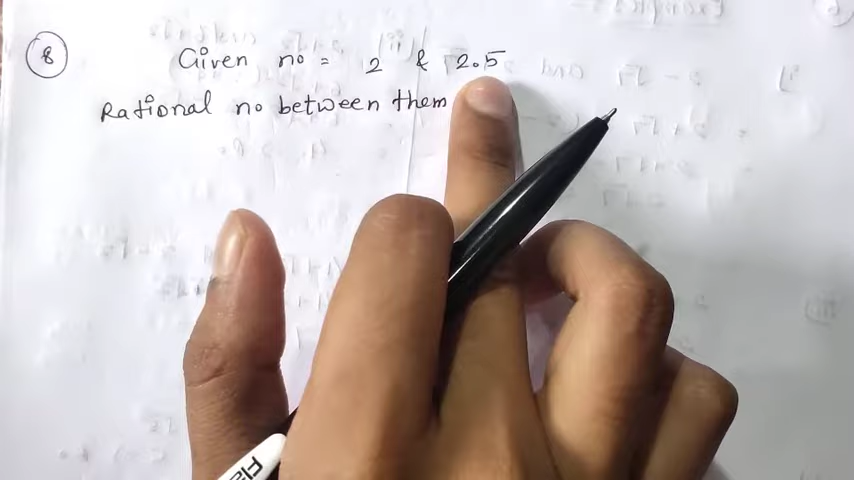 8 Given no = 2 & 2.5
Rational no between them